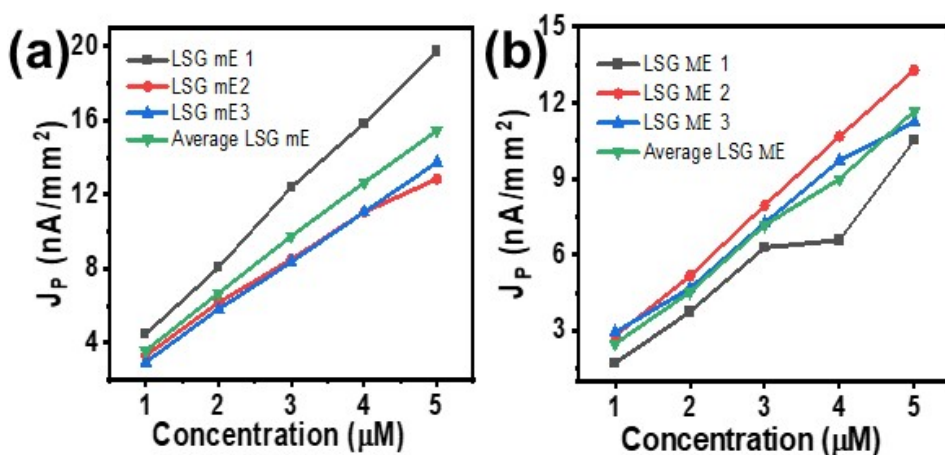 (a)
20
16
12
8
4
LSG mE 1
LSG mE2
LSG mE3
Average LSG mE
J_P (nA/mm²)
1 2 3 4 5
Concentration (μM)
(b)
15
12
9
6
3
LSG ME 1
LSG ME 2
LSG ME 3
Average LSG ME
J_P (nA/mm²)
1 2 3 4 5
Concentration (μM)